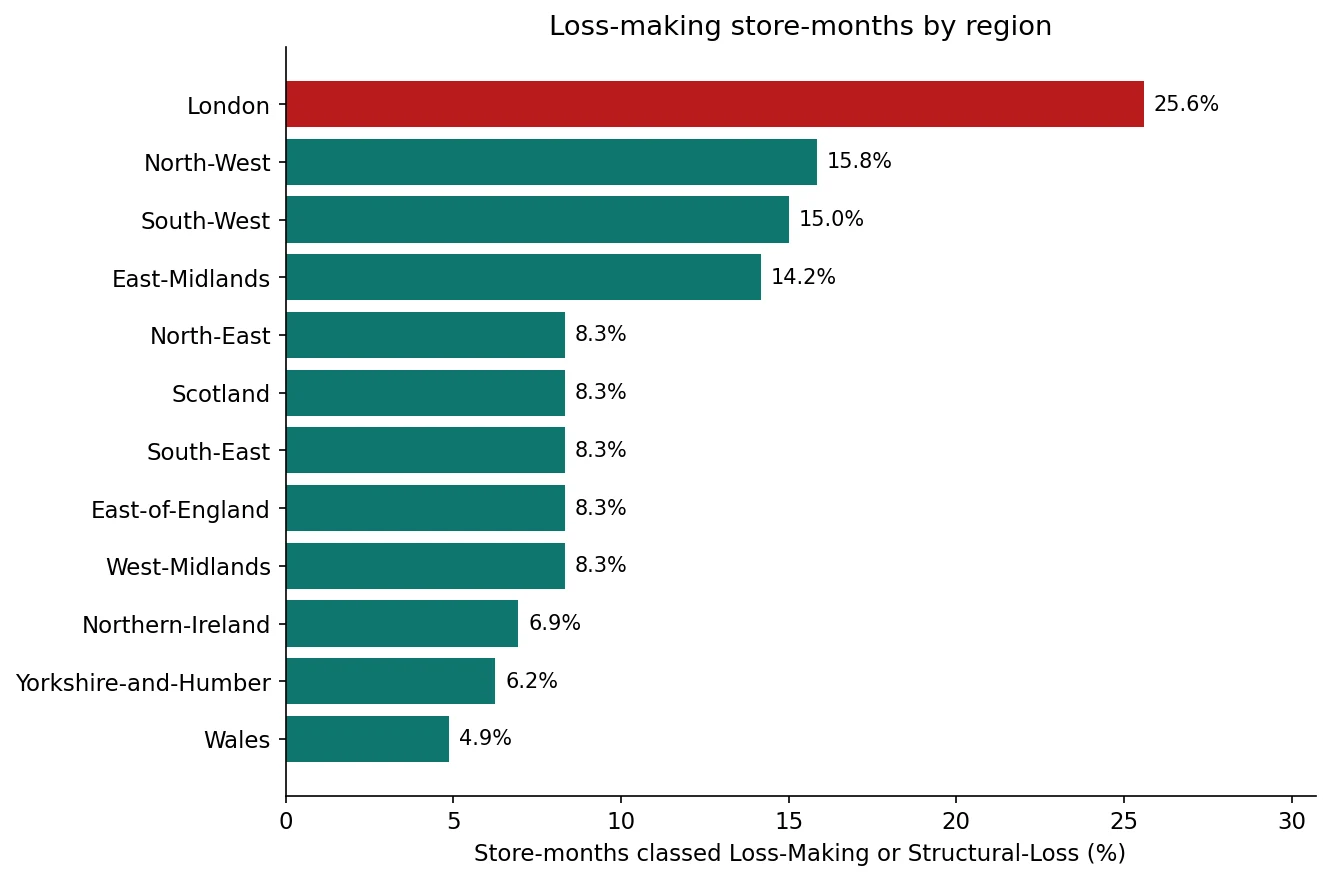 Loss-making store-months by region
London 25.6%
North-West 15.8%
South-West 15.0%
East-Midlands 14.2%
North-East 8.3%
Scotland 8.3%
South-East 8.3%
East-of-England 8.3%
West-Midlands 8.3%
Northern-Ireland 6.9%
Yorkshire-and-Humber 6.2%
Wales 4.9%
0 5 10 15 20 25 30
Store-months classed Loss-Making or Structural-Loss (%)